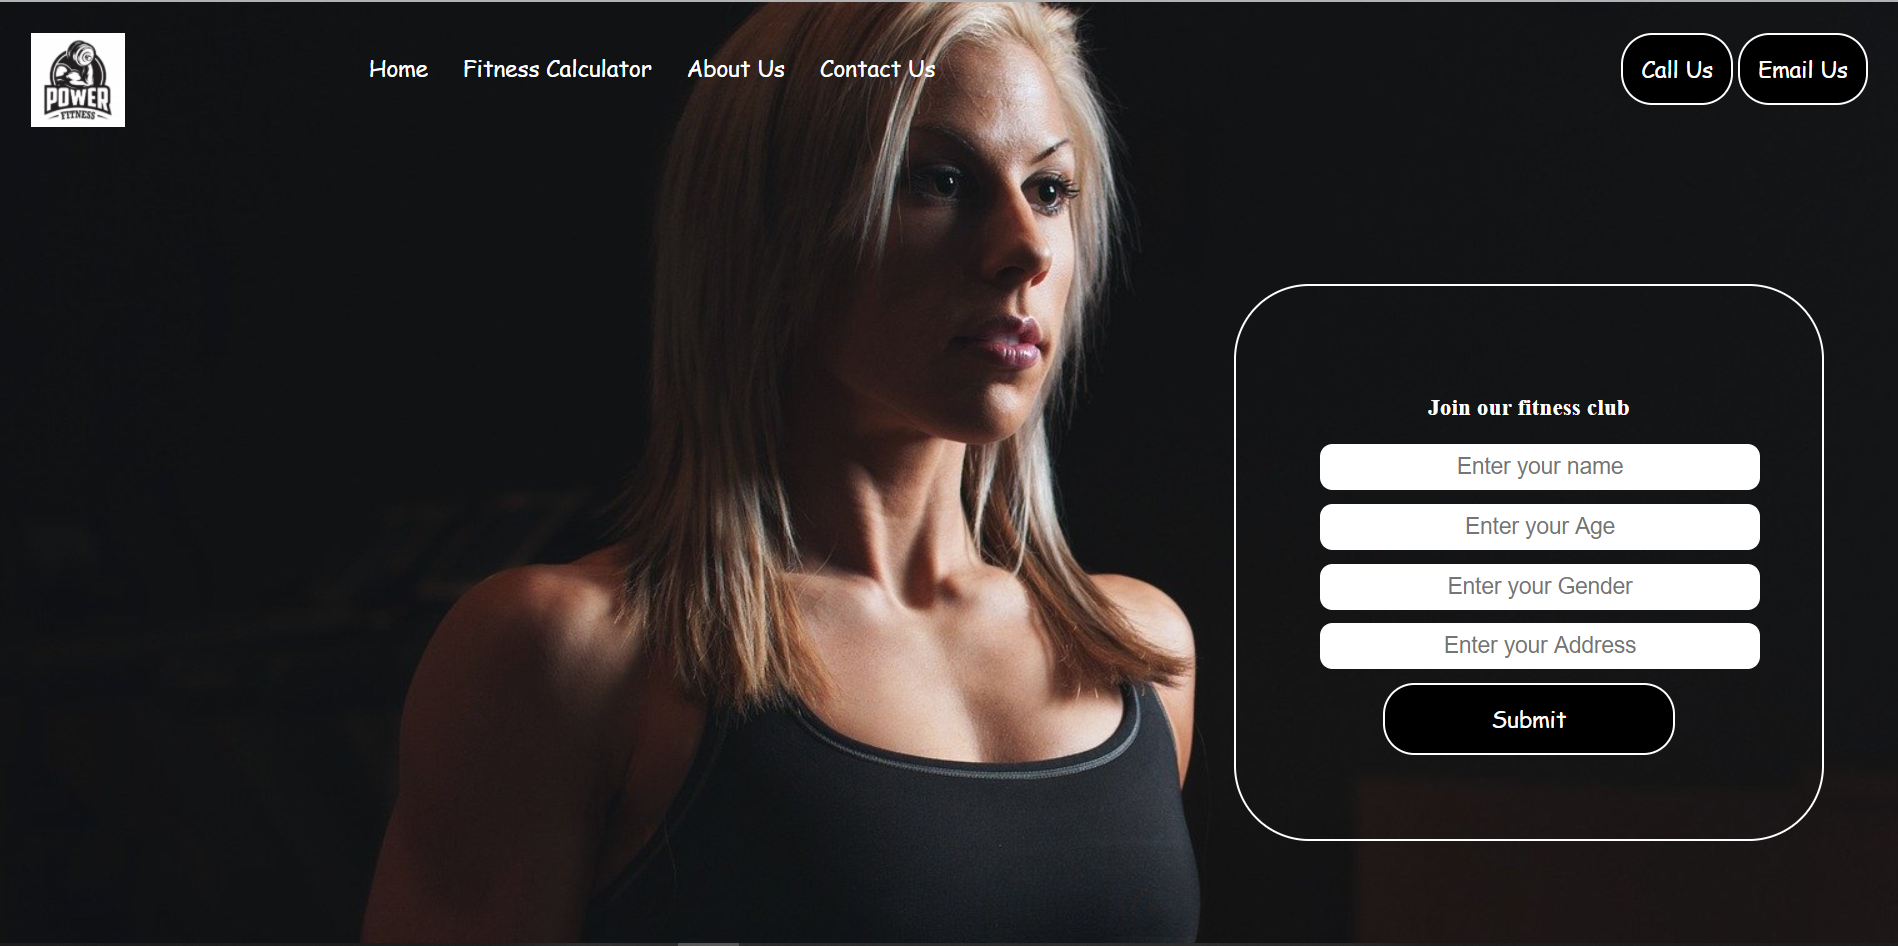 POWER
FITNESS
Home
Fitness Calculator
About Us
Contact Us
Call Us
Email Us
Join our fitness club
Enter your name
Enter your Age
Enter your Gender
Enter your Address
Submit